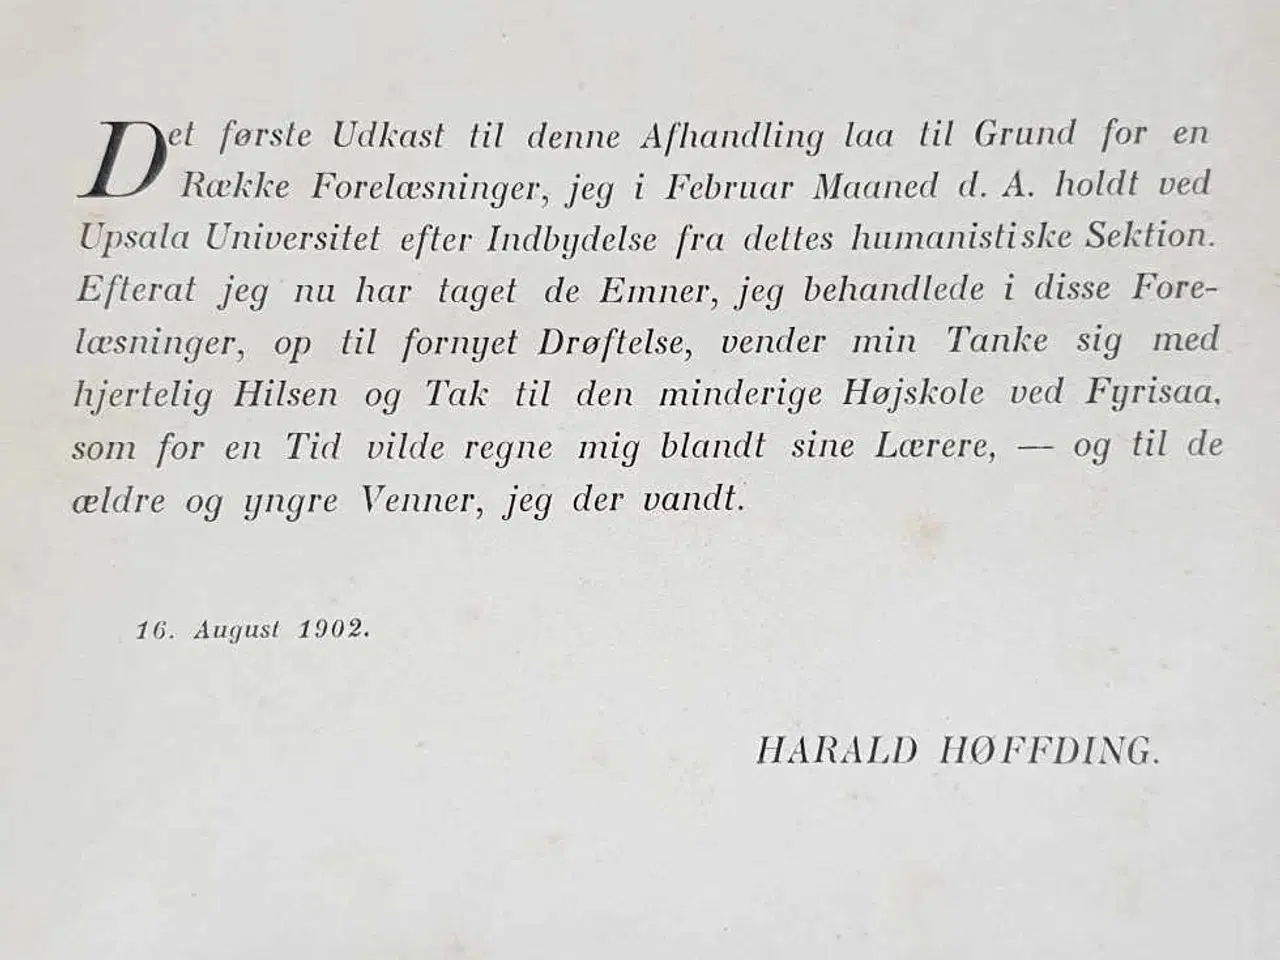 Det første Udkast til denne Afhandling laa til Grund for en
Række Forelæsninger, jeg i Februar Maaned d. A. holdt ved
Upsala Universitet efter Indbydelse fra dettes humanistiske Sektion.
Efterat jeg nu har taget de Emner, jeg behandlede i disse Fore-
læsninger, op til fornyet Drøftelse, vender min Tanke sig med
hjertelig Hilsen og Tak til den minderige Højskole ved Fyrisaa,
som for en Tid vilde regne mig blandt sine Lærere, — og til de
ældre og yngre Venner, jeg der vandt.
16. August 1902.
HARALD HØFFDING.